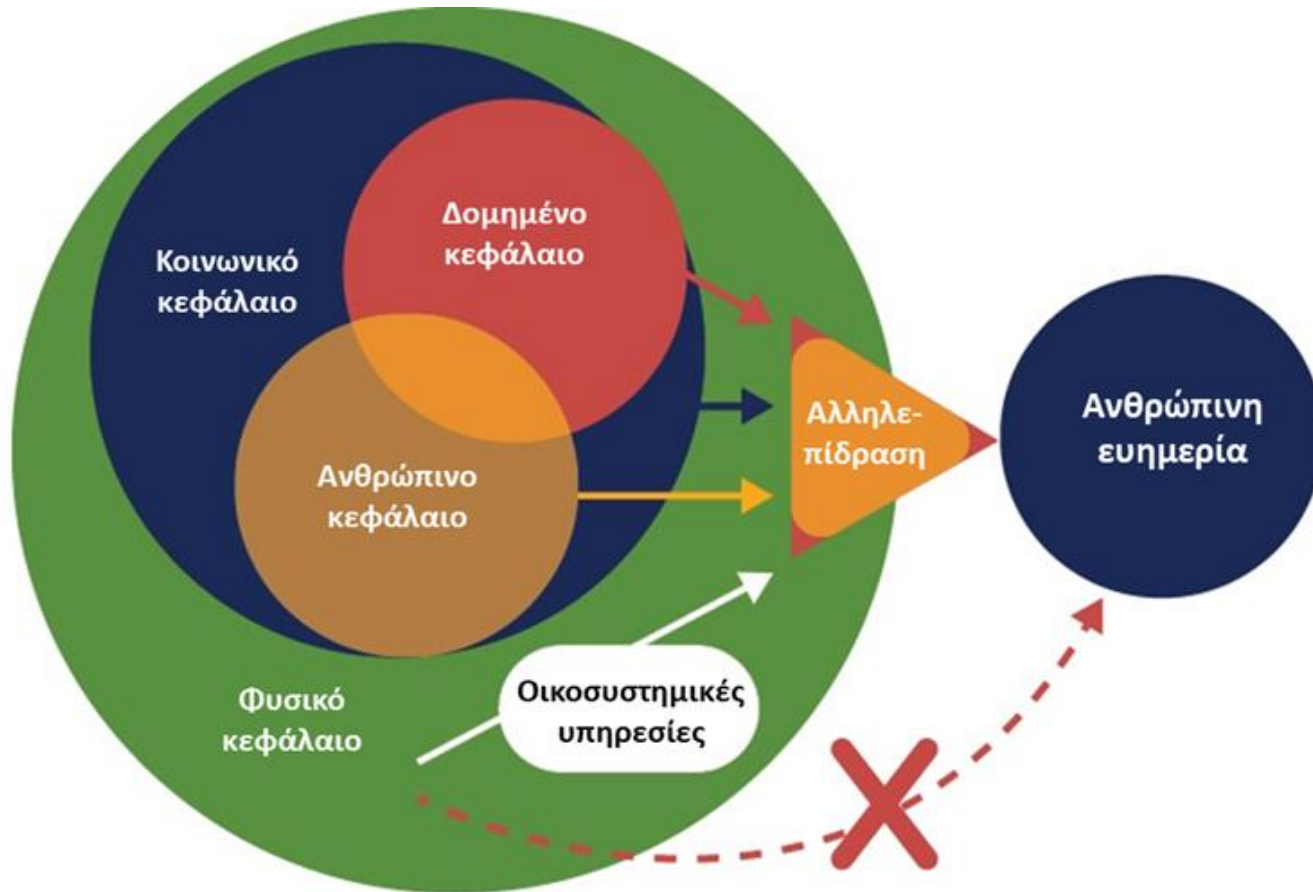 Δομημένο
κεφάλαιο
Κοινωνικό
κεφάλαιο
Ανθρώπινο
κεφάλαιο
Αλληλε-
πίδραση
Ανθρώπινη
ευημερία
Φυσικό
κεφάλαιο
Οικοσυστημικές
υπηρεσίες